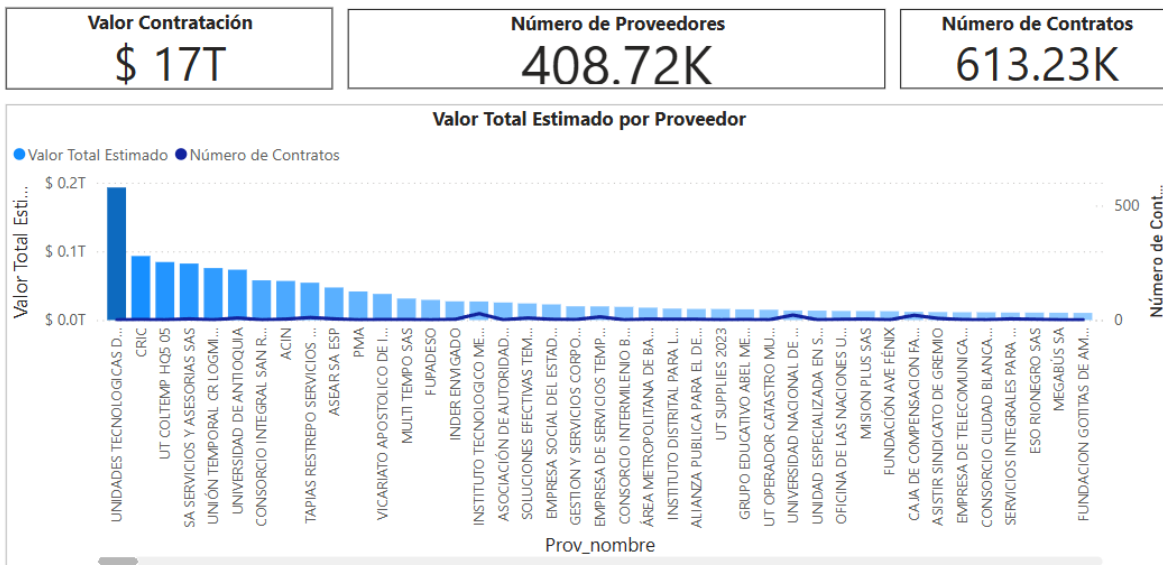 Valor Contratación
$ 17T
Número de Proveedores
408.72K
Número de Contratos
613.23K
Valor Total Estimado por Proveedor
Valor Total Estimado
Número de Contratos
Valor Total Esti...
$ 0.2T
$ 0.1T
$ 0.0T
500
0
Número de Cont...
UNIDADES TECNOLOGICAS D...
CRIC
UT COLTEMP HQ5 05
SA SERVICIOS Y ASESORIAS SAS
UNIÓN TEMPORAL CR LOGMI...
UNIVERSIDAD DE ANTIOQUIA
CONSORCIO INTEGRAL SAN R...
ACIN
TAPIAS RESTREPO SERVICIOS ...
ASEAR SA ESP
PMA
VICARIATO APOSTOLICO DE I...
MULTI TEMPO SAS
FUPADESO
INDER ENVIGADO
INSTITUTO TECNOLOGICO ME...
ASOCIACIÓN DE AUTORIDAD...
SOLUCIONES EFECTIVAS TEM...
EMPRESA SOCIAL DEL ESTAD...
GESTION Y SERVICIOS CORPO...
EMPRESA DE SERVICIOS TEMP...
CONSORCIO INTERMILENIO B...
ÁREA METROPOLITANA DE BA...
INSTITUTO DISTRITAL PARA L...
ALIANZA PUBLICA PARA EL DE...
UT SUPPLIES 2023
GRUPO EDUCATIVO ABEL ME...
UT OPERADOR CATASTRO MU...
UNIVERSIDAD NACIONAL DE ...
UNIDAD ESPECIALIZADA EN S...
OFICINA DE LAS NACIONES U...
MISION PLUS SAS
FUNDACIÓN AVE FÉNIX
CAJA DE COMPENSACION FA...
ASISTIR SINDICATO DE GREMIO
EMPRESA DE TELECOMUNICA...
CONSORCIO CIUDAD BLANCA...
SERVICIOS INTEGRALES PARA ...
ESO RIONEGRO SAS
MEGABÚS SA
FUNDACION GOTITAS DE AM...
Prov_nombre